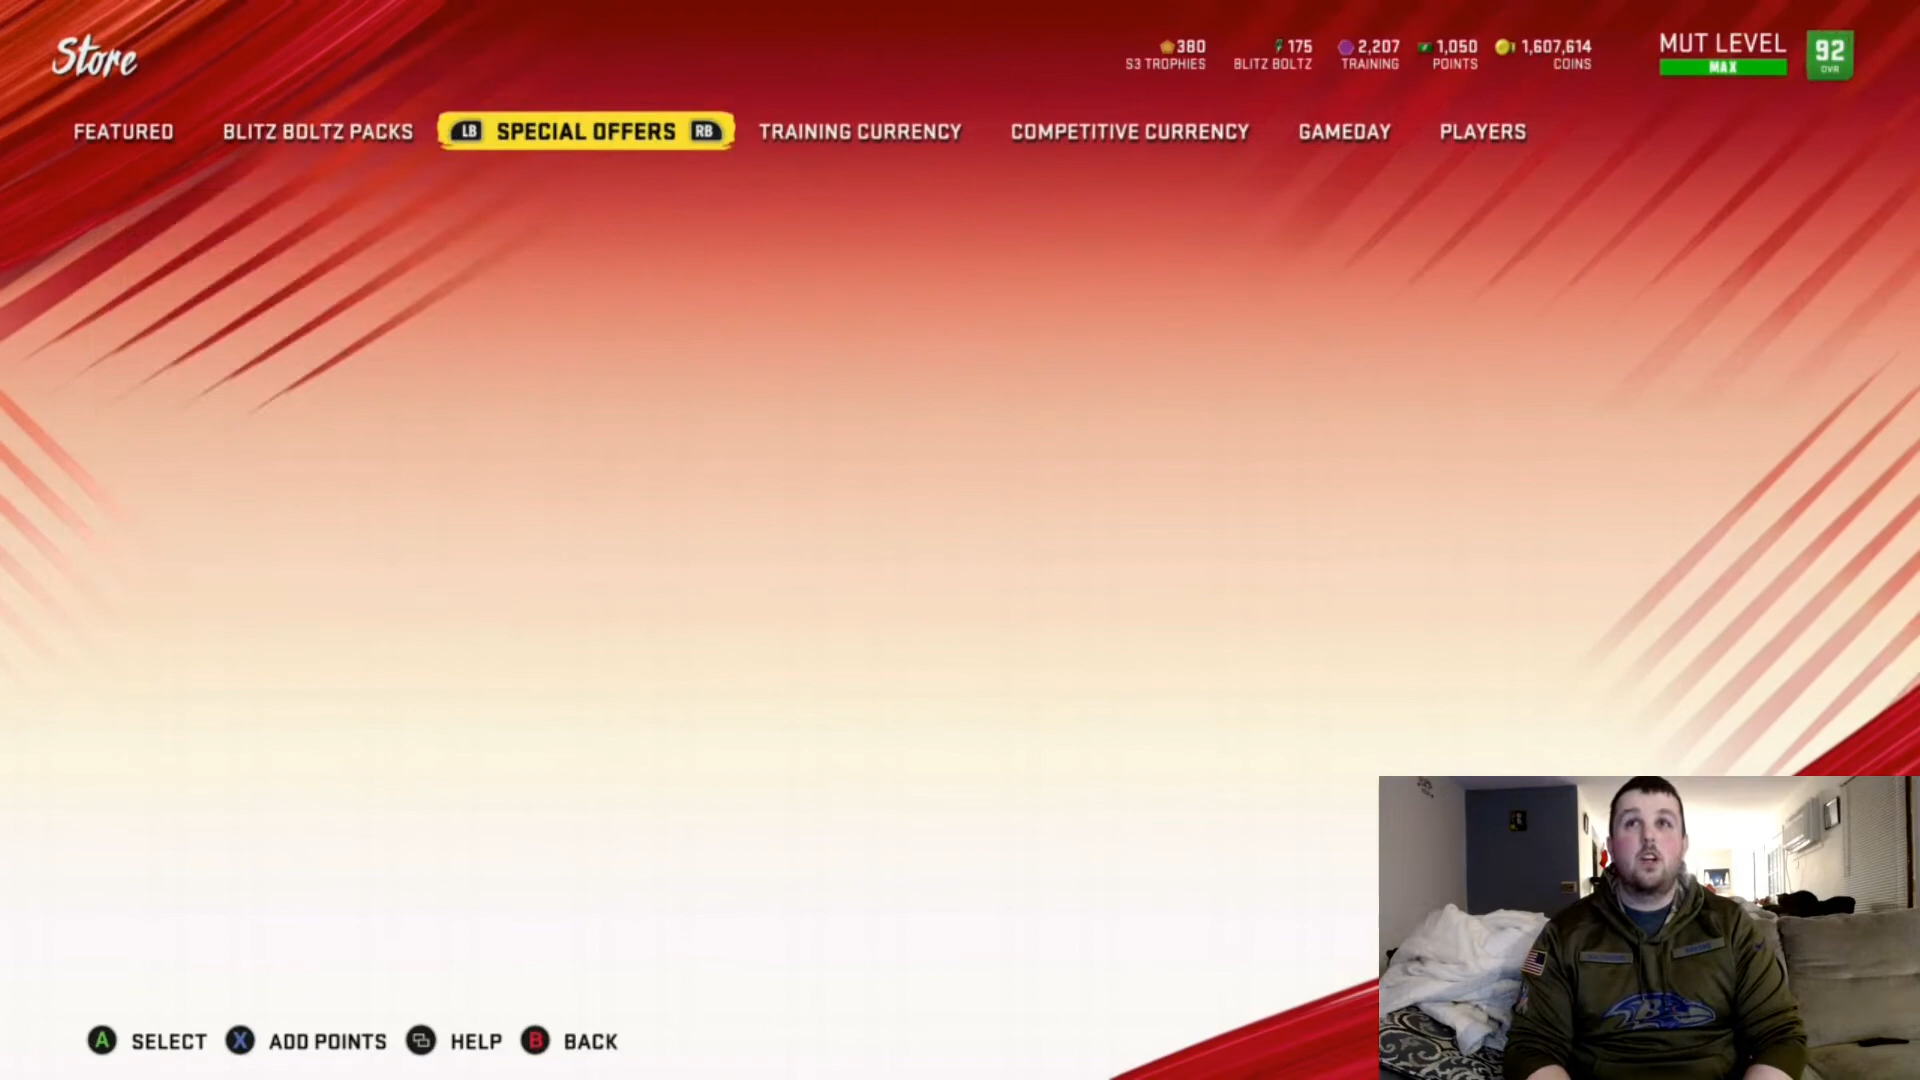 Store
380
S3 TROPHIES
175
BLITZ BOLTZ
2,207
TRAINING
1,050
POINTS
1,607,614
COINS
MUT LEVEL
MAX
92
OVR
FEATURED
BLITZ BOLTZ PACKS
LB SPECIAL OFFERS RB
TRAINING CURRENCY
COMPETITIVE CURRENCY
GAMEDAY
PLAYERS
A SELECT
X ADD POINTS
HELP
B BACK